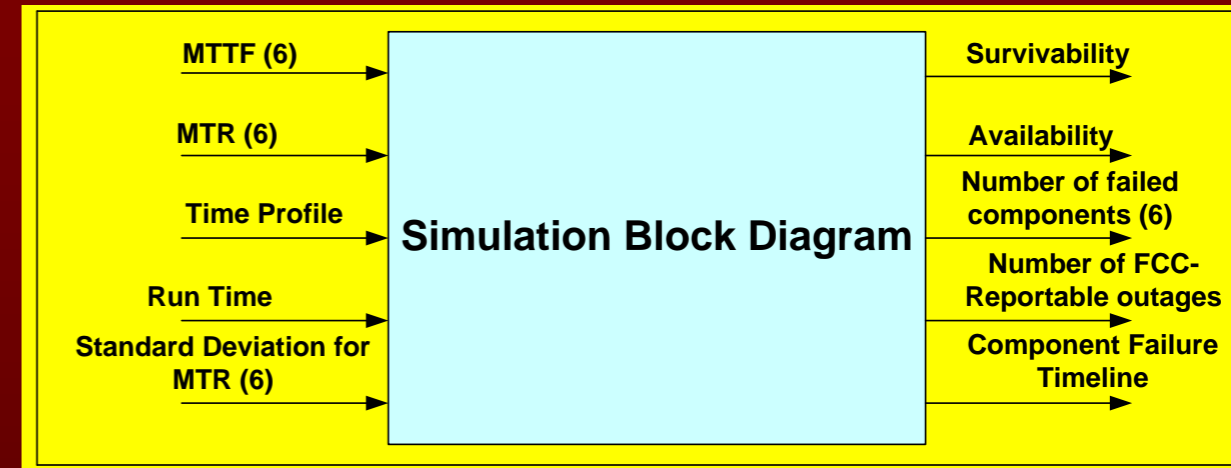 MTTF (6)
MTR (6)
Time Profile
Run Time
Standard Deviation for
MTR (6)
Simulation Block Diagram
Survivability
Availability
Number of failed
components (6)
Number of FCC-
Reportable outages
Component Failure
Timeline